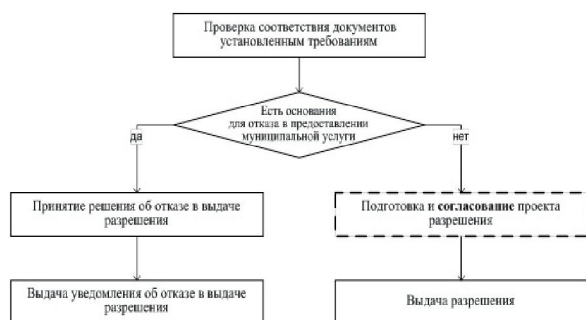 Проверка соответствия документов
установленным требованиям
Есть основания
для отказа в предоставлении
муниципальной услуги
да
нет
Принятие решения об отказе в выдаче
разрешения
Подготовка и согласование проекта
разрешения
Выдача уведомления об отказе в выдаче
разрешения
Выдача разрешения